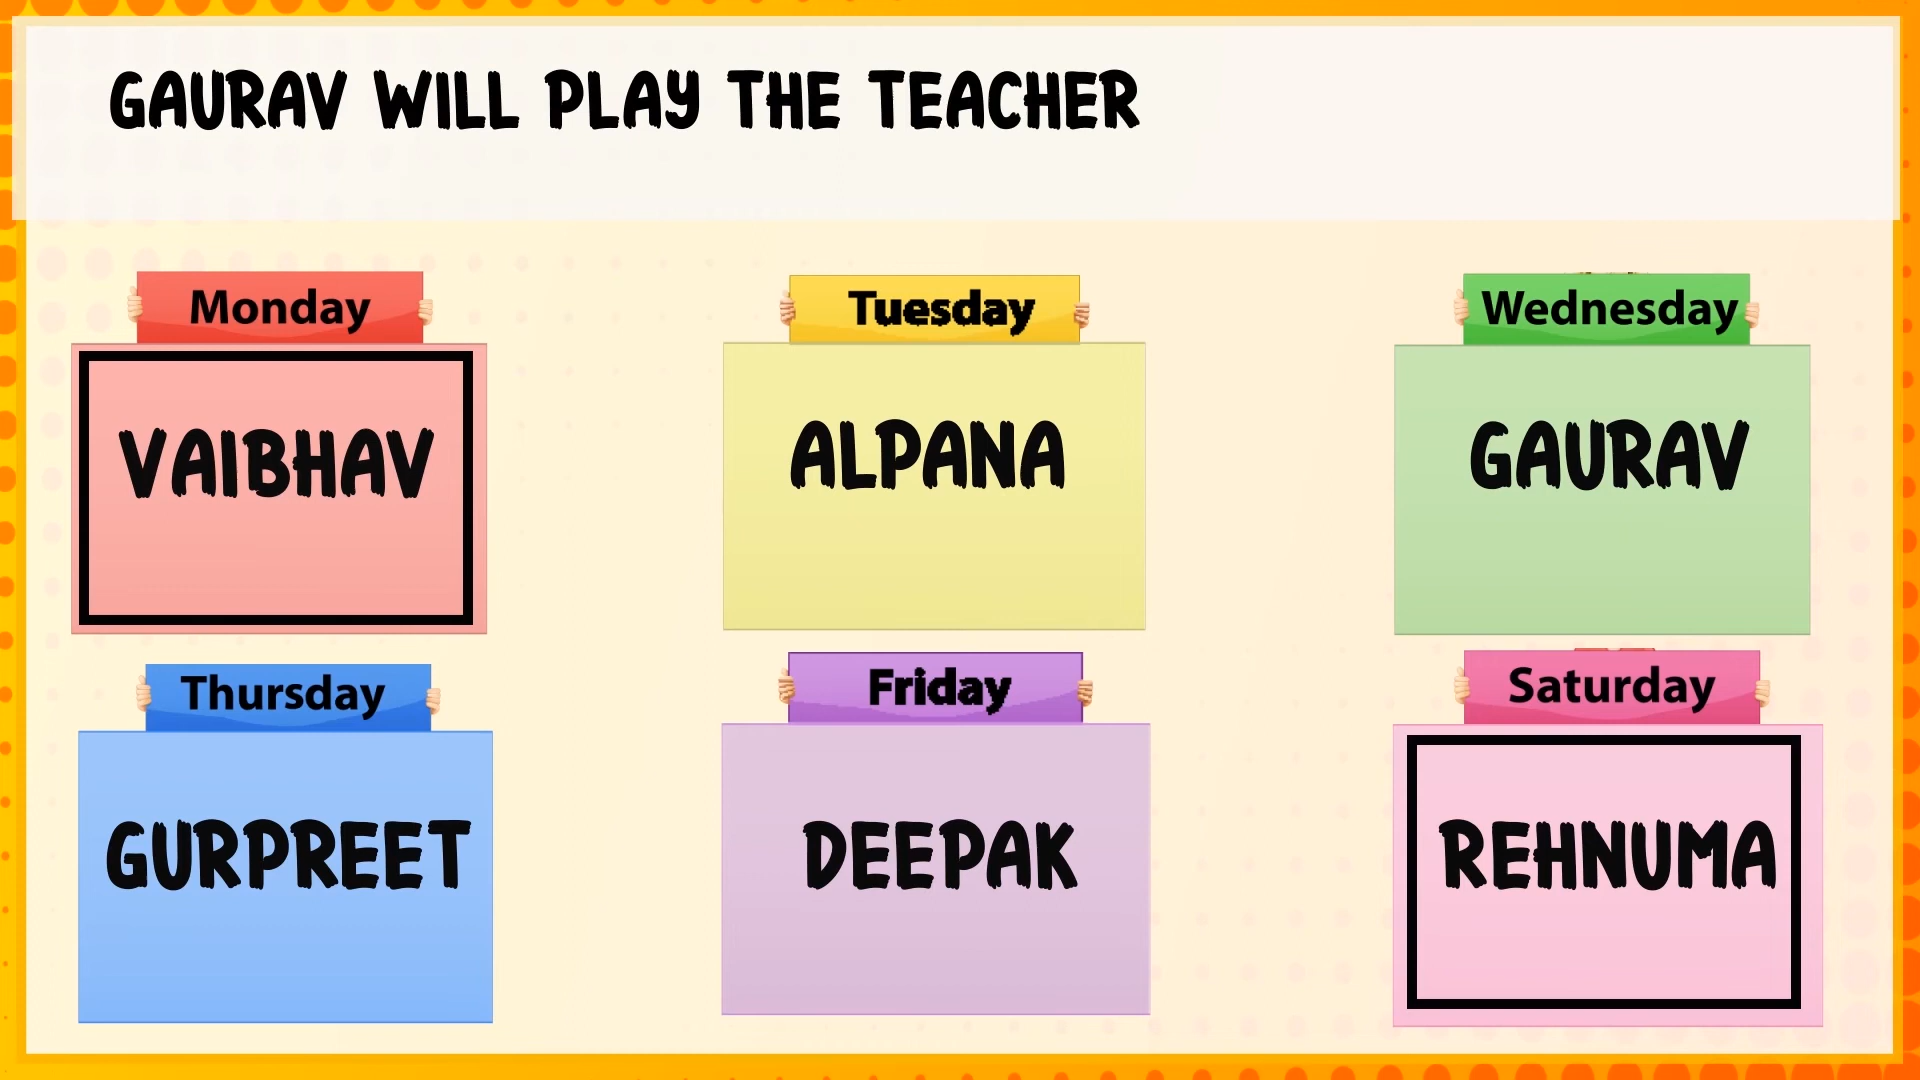 GAURAV WILL PLAY THE TEACHER
Monday
VAIBHAV
Tuesday
ALPANA
Wednesday
GAURAV
Thursday
GURPREET
Friday
DEEPAK
Saturday
REHNUMA